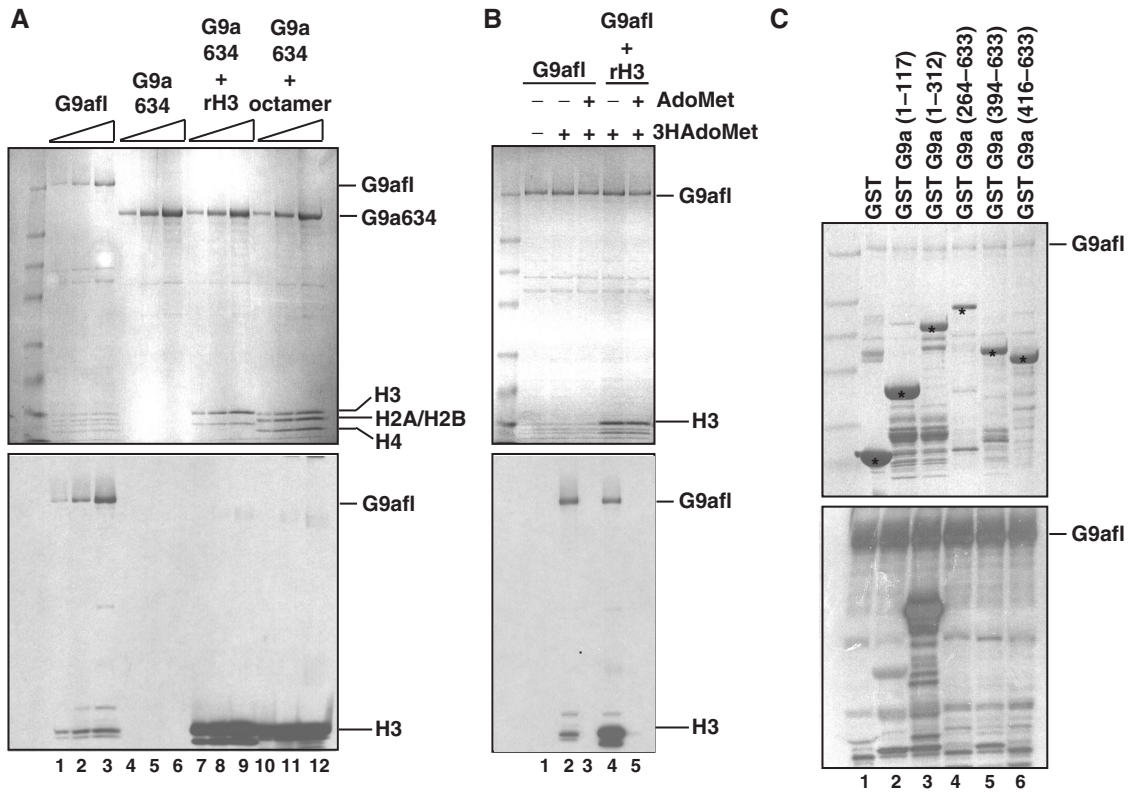 A
G9afl
G9a
634
G9a
634
+
rH3
G9a
634
+
octamer
G9afl
G9a634
H3
H2A/H2B
H4
G9afl
H3
1 2 3 4 5 6 7 8 9 10 11 12
B
G9afl
G9afl
+
rH3
– – + – + AdoMet
– + + + + 3HAdoMet
G9afl
H3
G9afl
H3
1 2 3 4 5
C
GST
GST G9a (1–117)
GST G9a (1–312)
GST G9a (264–633)
GST G9a (394–633)
GST G9a (416–633)
G9afl
*
*
*
*
*
*
G9afl
1 2 3 4 5 6